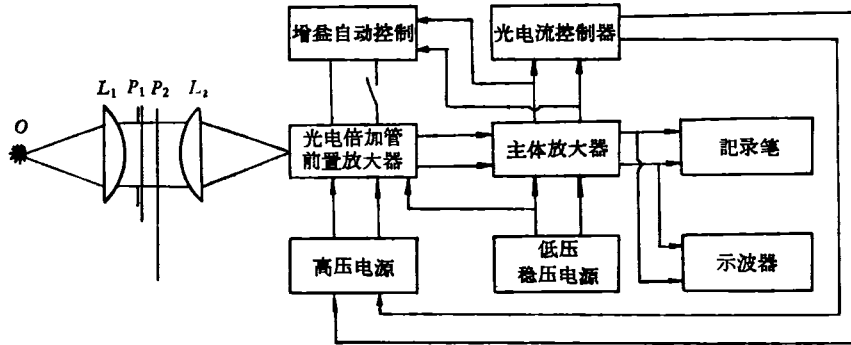 增益自动控制
光电流控制器
L₁ P₁ P₂ L₂
O
光电倍加管
前置放大器
主体放大器
記录笔
高压电源
低压
稳压电源
示波器